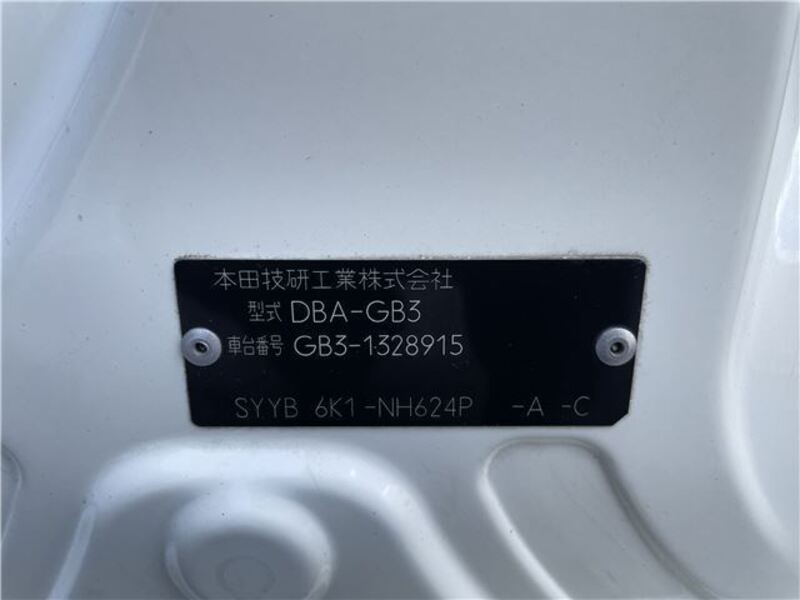 本田技研工業株式会社
型式 DBA-GB3
車台番号 GB3-1328915
SYYB 6K1-NH624P -A -C